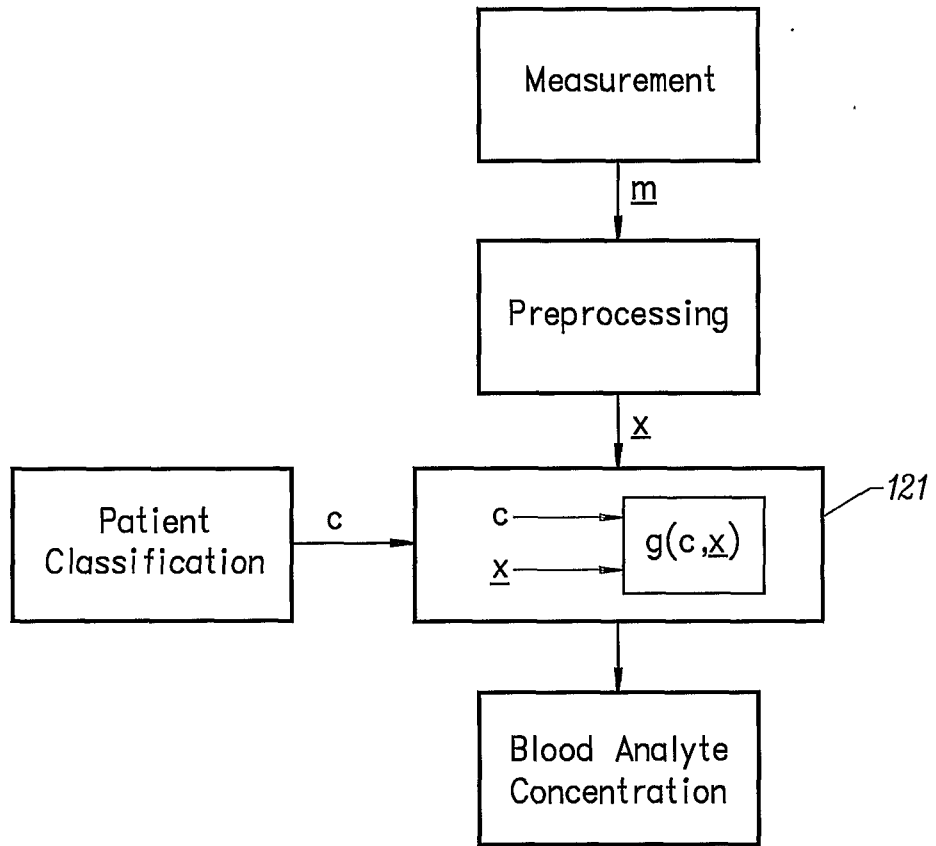 Measurement
m
Preprocessing
x
Patient
Classification
c
c
x
g(c,x)
121
Blood Analyte
Concentration